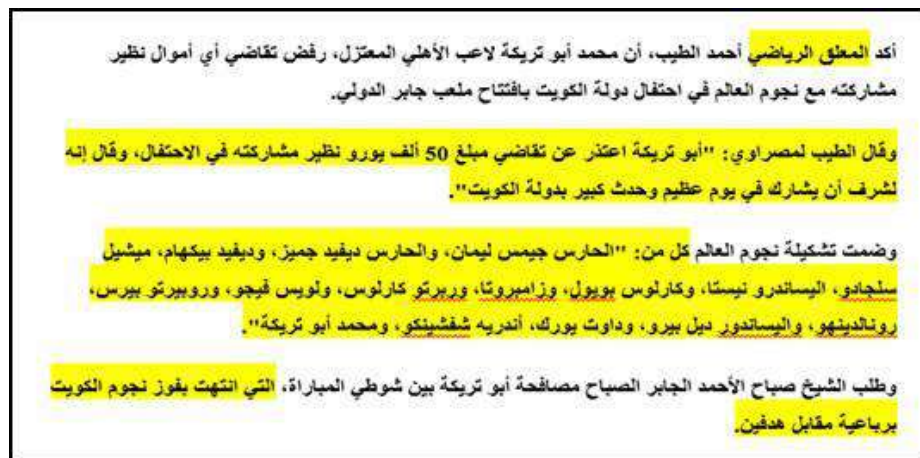 أكد المعلق الرياضي أحمد الطيب، أن محمد أبو تريكة لاعب الأهلي المعتزل، رفض تقاضي أي أموال نظير
مشاركته مع نجوم العالم في احتفال دولة الكويت بافتتاح ملعب جابر الدولي.
وقال الطيب لمصراوي: "أبو تريكة اعتذر عن تقاضي مبلغ 50 ألف يورو نظير مشاركته في الاحتفال، وقال إنه
لشرف أن يشارك في يوم عظيم وحدث كبير بدولة الكويت".
وضمت تشكيلة نجوم العالم كل من: "الحارس جيمس ليمان، والحارس ديفيد جميز، وديفيد بيكهام، ميشيل
سلجادو، اليساندرو نيستا، وكارلوس بويول، وزامبروتا، وربرتو كارلوس، ولويس فيجو، وروبيرتو بيرس،
رونالدينهو، واليساندور ديل بيرو، وداوت يورك، أندريه شفشينكو، ومحمد أبو تريكة".
وطلب الشيخ صباح الأحمد الجابر الصباح مصافحة أبو تريكة بين شوطي المباراة، التي انتهت بفوز نجوم الكويت
برباعية مقابل هدفين.